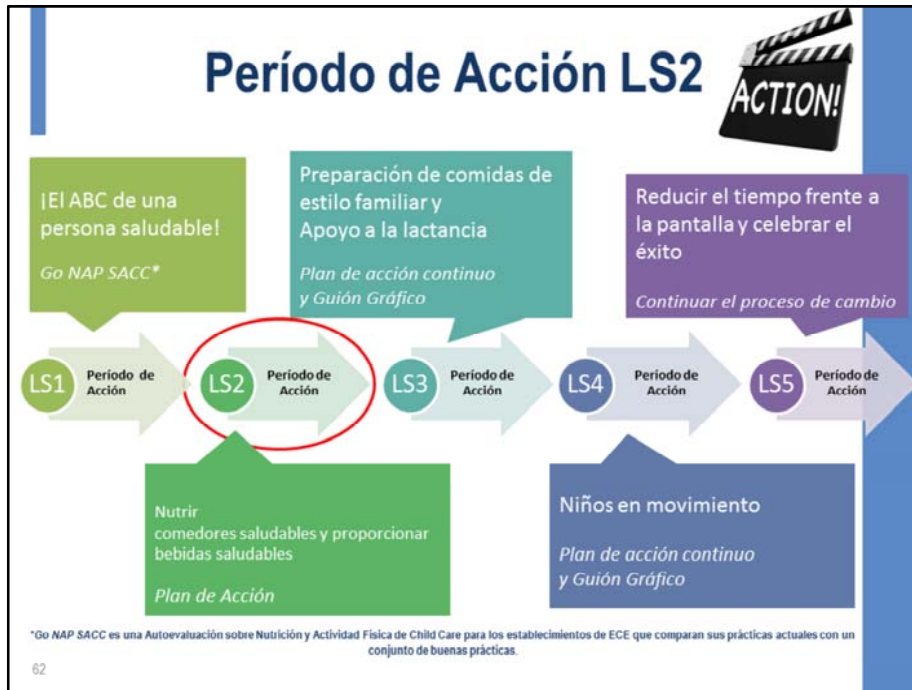 Período de Acción LS2
ACTION!
¡El ABC de una
persona saludable!
Go NAP SACC*
Preparación de comidas de
estilo familiar y
Apoyo a la lactancia
Plan de acción continuo
y Guión Gráfico
Reducir el tiempo frente a
la pantalla y celebrar el
éxito
Continuar el proceso de cambio
LS1
Período de
Acción
LS2
Período de
Acción
LS3
Período de
Acción
LS4
Período de
Acción
LS5
Período de
Acción
Nutrir
comedores saludables y proporcionar
bebidas saludables
Plan de Acción
Niños en movimiento
Plan de acción continuo
y Guión Gráfico
*Go NAP SACC es una Autoevaluación sobre Nutrición y Actividad Física de Child Care para los establecimientos de ECE que comparan sus prácticas actuales con un
conjunto de buenas prácticas.
62